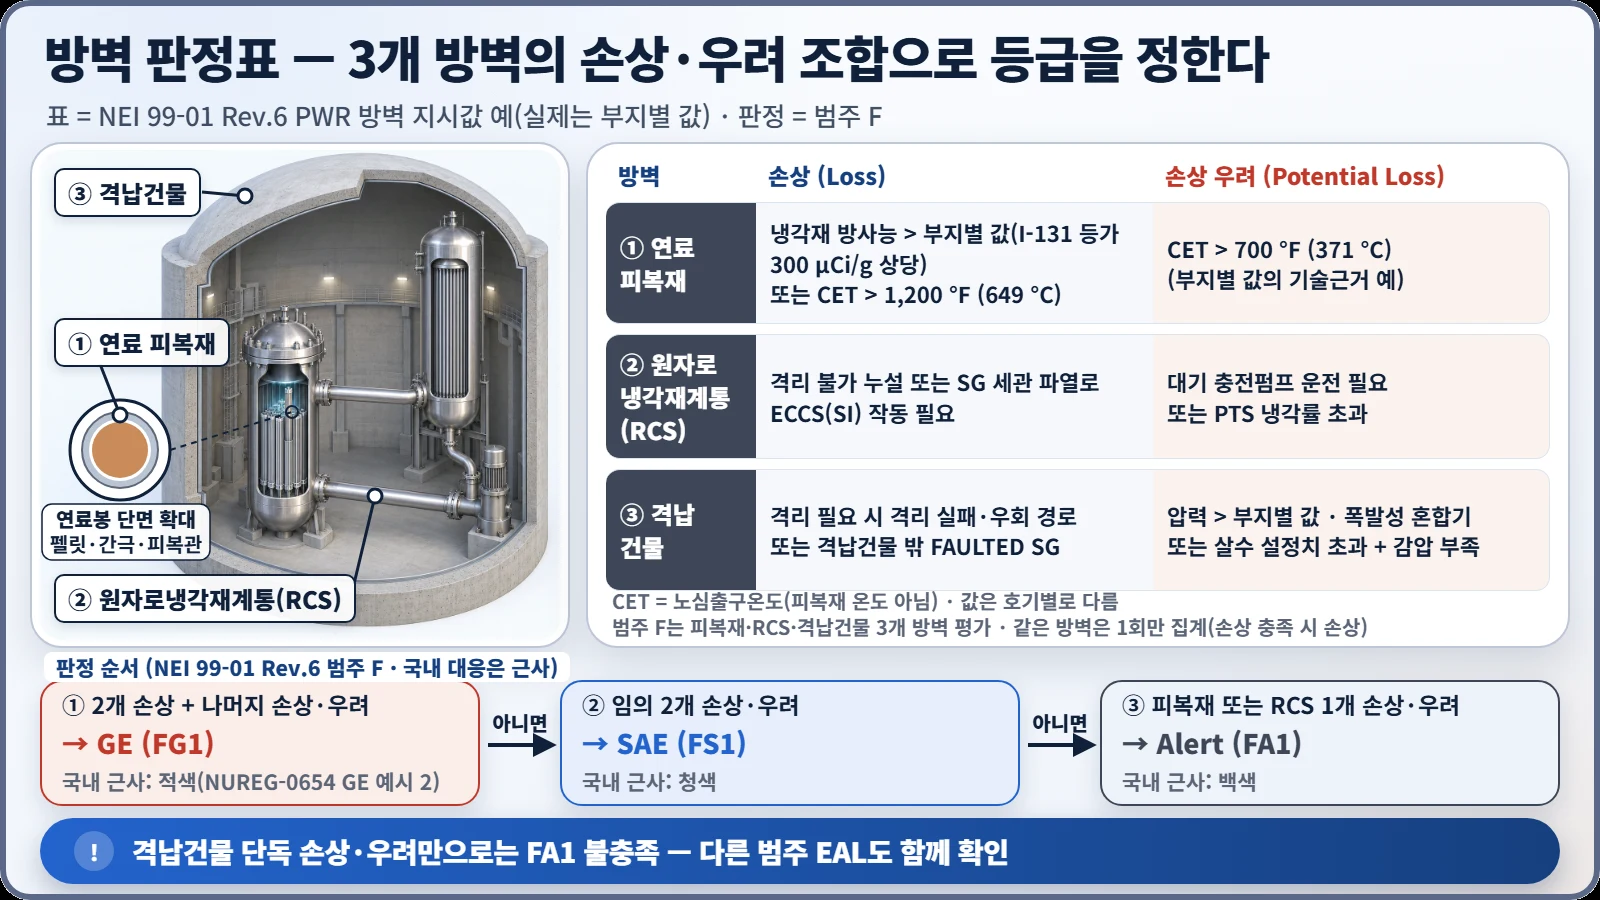 방벽 판정표 — 3개 방벽의 손상·우려 조합으로 등급을 정한다
표 = NEI 99-01 Rev.6 PWR 방벽 지시값 예(실제는 부지별 값) · 판정 = 범주 F
③ 격납건물
① 연료 피복재
연료봉 단면 확대
펠릿·간극·피복관
② 원자로냉각재계통(RCS)
방벽
손상 (Loss)
손상 우려 (Potential Loss)
① 연료
피복재
냉각재 방사능 > 부지별 값(I-131 등가
300 µCi/g 상당)
또는 CET > 1,200 °F (649 °C)
CET > 700 °F (371 °C)
(부지별 값의 기술근거 예)
② 원자로
냉각재계통
(RCS)
격리 불가 누설 또는 SG 세관 파열로
ECCS(SI) 작동 필요
대기 충전펌프 운전 필요
또는 PTS 냉각률 초과
③ 격납
건물
격리 필요 시 격리 실패·우회 경로
또는 격납건물 밖 FAULTED SG
압력 > 부지별 값 · 폭발성 혼합기
또는 살수 설정치 초과 + 감압 부족
CET = 노심출구온도(피복재 온도 아님) · 값은 호기별로 다름
범주 F는 피복재·RCS·격납건물 3개 방벽 평가 · 같은 방벽은 1회만 집계(손상 충족 시 손상)
판정 순서 (NEI 99-01 Rev.6 범주 F · 국내 대응은 근사)
① 2개 손상 + 나머지 손상·우려
→ GE (FG1)
국내 근사: 적색(NUREG-0654 GE 예시 2)
아니면
② 임의 2개 손상·우려
→ SAE (FS1)
국내 근사: 청색
아니면
③ 피복재 또는 RCS 1개 손상·우려
→ Alert (FA1)
국내 근사: 백색
! 격납건물 단독 손상·우려만으로는 FA1 불충족 — 다른 범주 EAL도 함께 확인